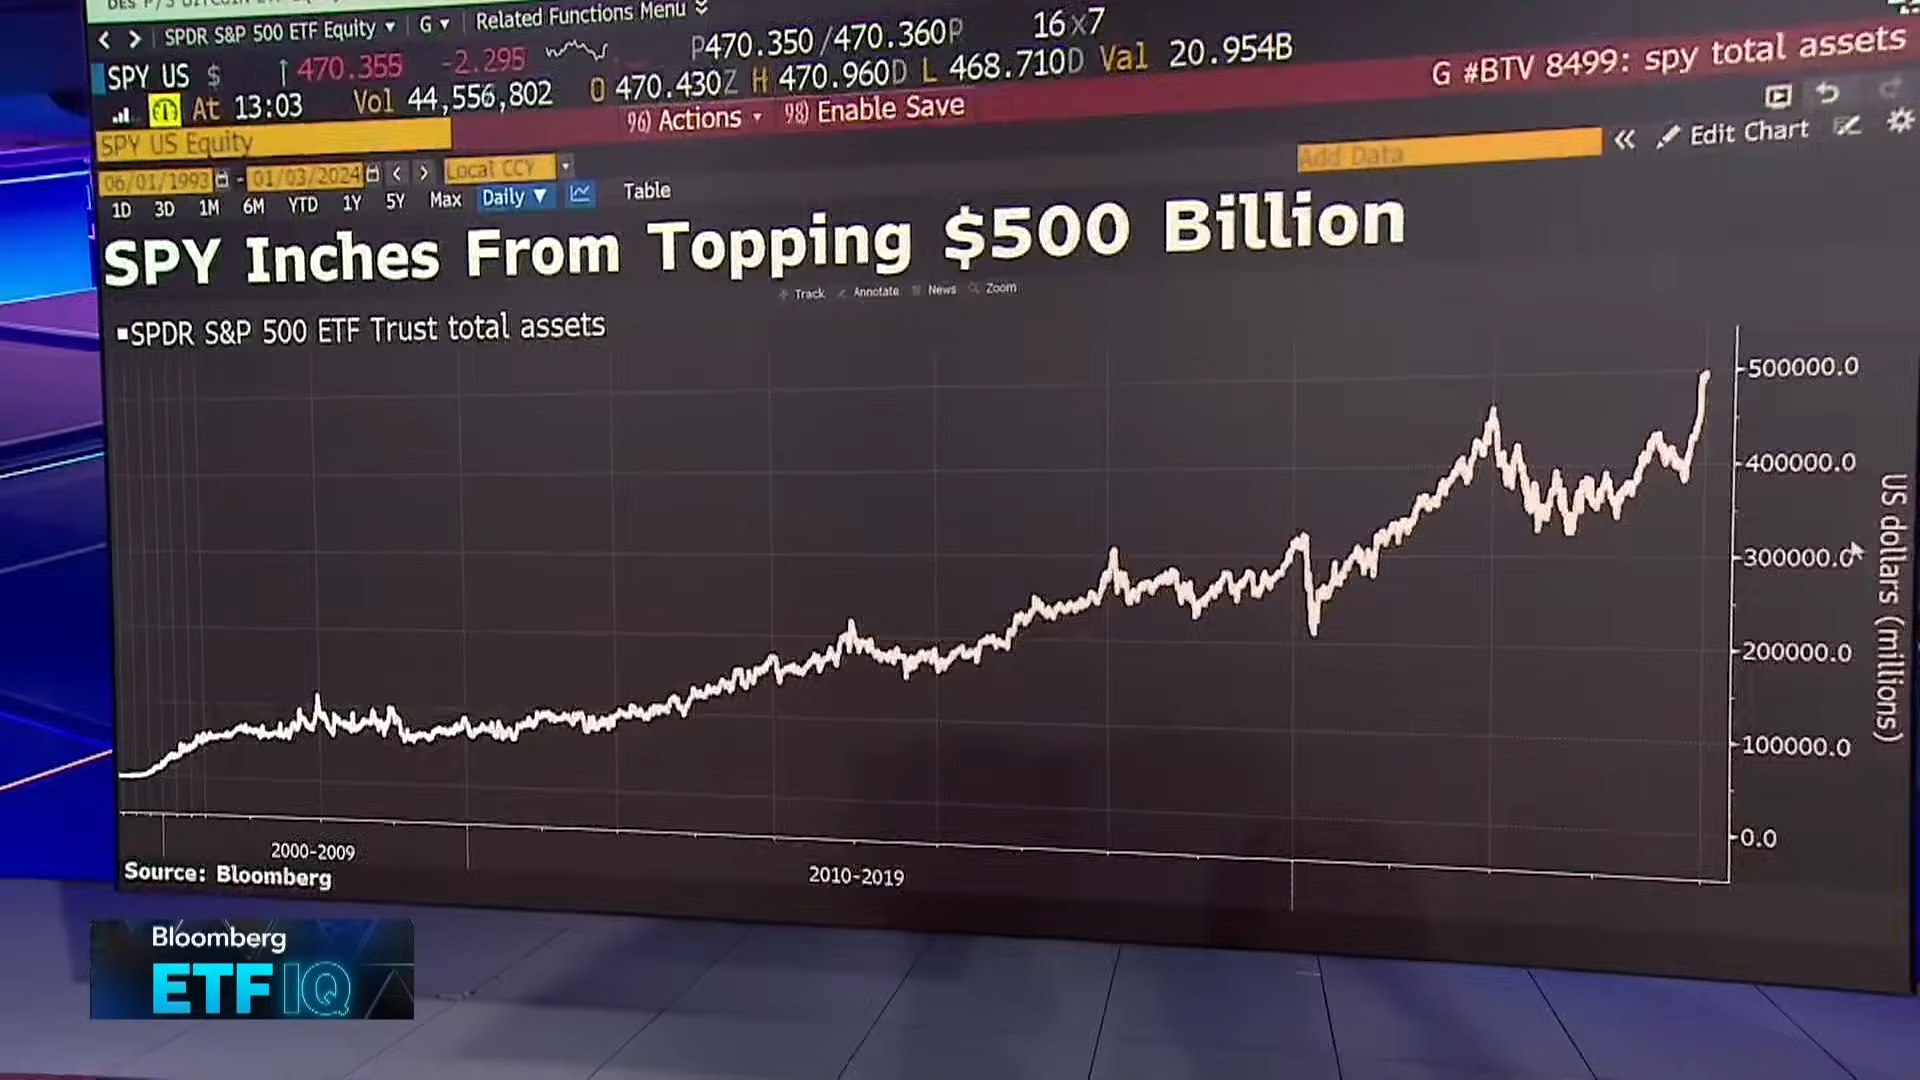 SPDR S&P 500 ETF Equity ▾ G ▾ Related Functions Menu
SPY US $ ↑ 470.355 -2.295 P470.350 /470.360P 16x7
At 13:03 Vol 44,556,802 O 470.430Z H 470.960D L 468.710D Val 20.954B
G #BTV 8499: spy total assets
SPY US Equity 96) Actions 98) Enable Save
06/01/1993 - 01/03/2024 Local CCY Add Data « Edit Chart
1D 3D 1M 6M YTD 1Y 5Y Max Daily ▼ Table
SPY Inches From Topping $500 Billion
Track Annotate News Zoom
SPDR S&P 500 ETF Trust total assets
500000.0
400000.0
300000.0
200000.0
100000.0
0.0
US dollars (millions)
2000-2009
2010-2019
Source: Bloomberg
Bloomberg
ETF IQ